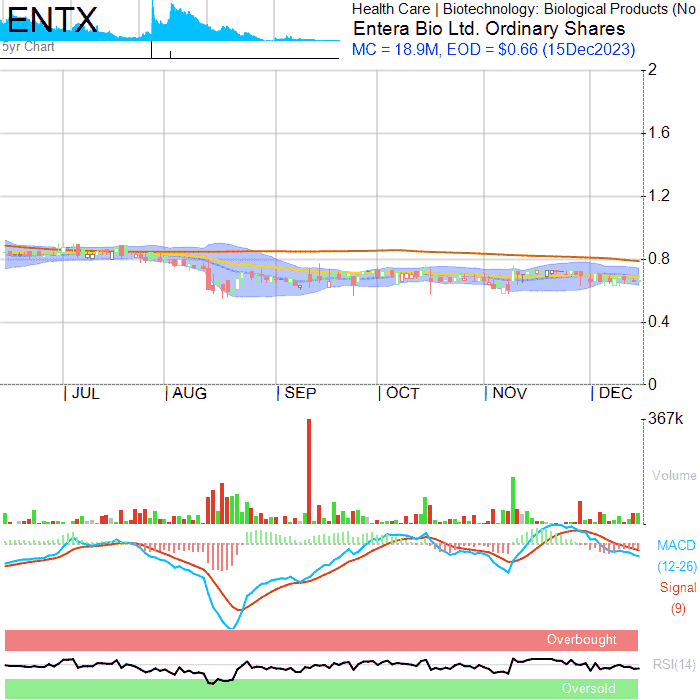 ENTX
5yr Chart
Health Care | Biotechnology: Biological Products (No
Entera Bio Ltd. Ordinary Shares
MC = 18.9M, EOD = $0.66 (15Dec2023)
2
1.6
1.2
0.8
0.4
0
JUL AUG SEP OCT NOV DEC
367k
Volume
MACD
(12-26)
Signal
(9)
Overbought
RSI(14)
Oversold